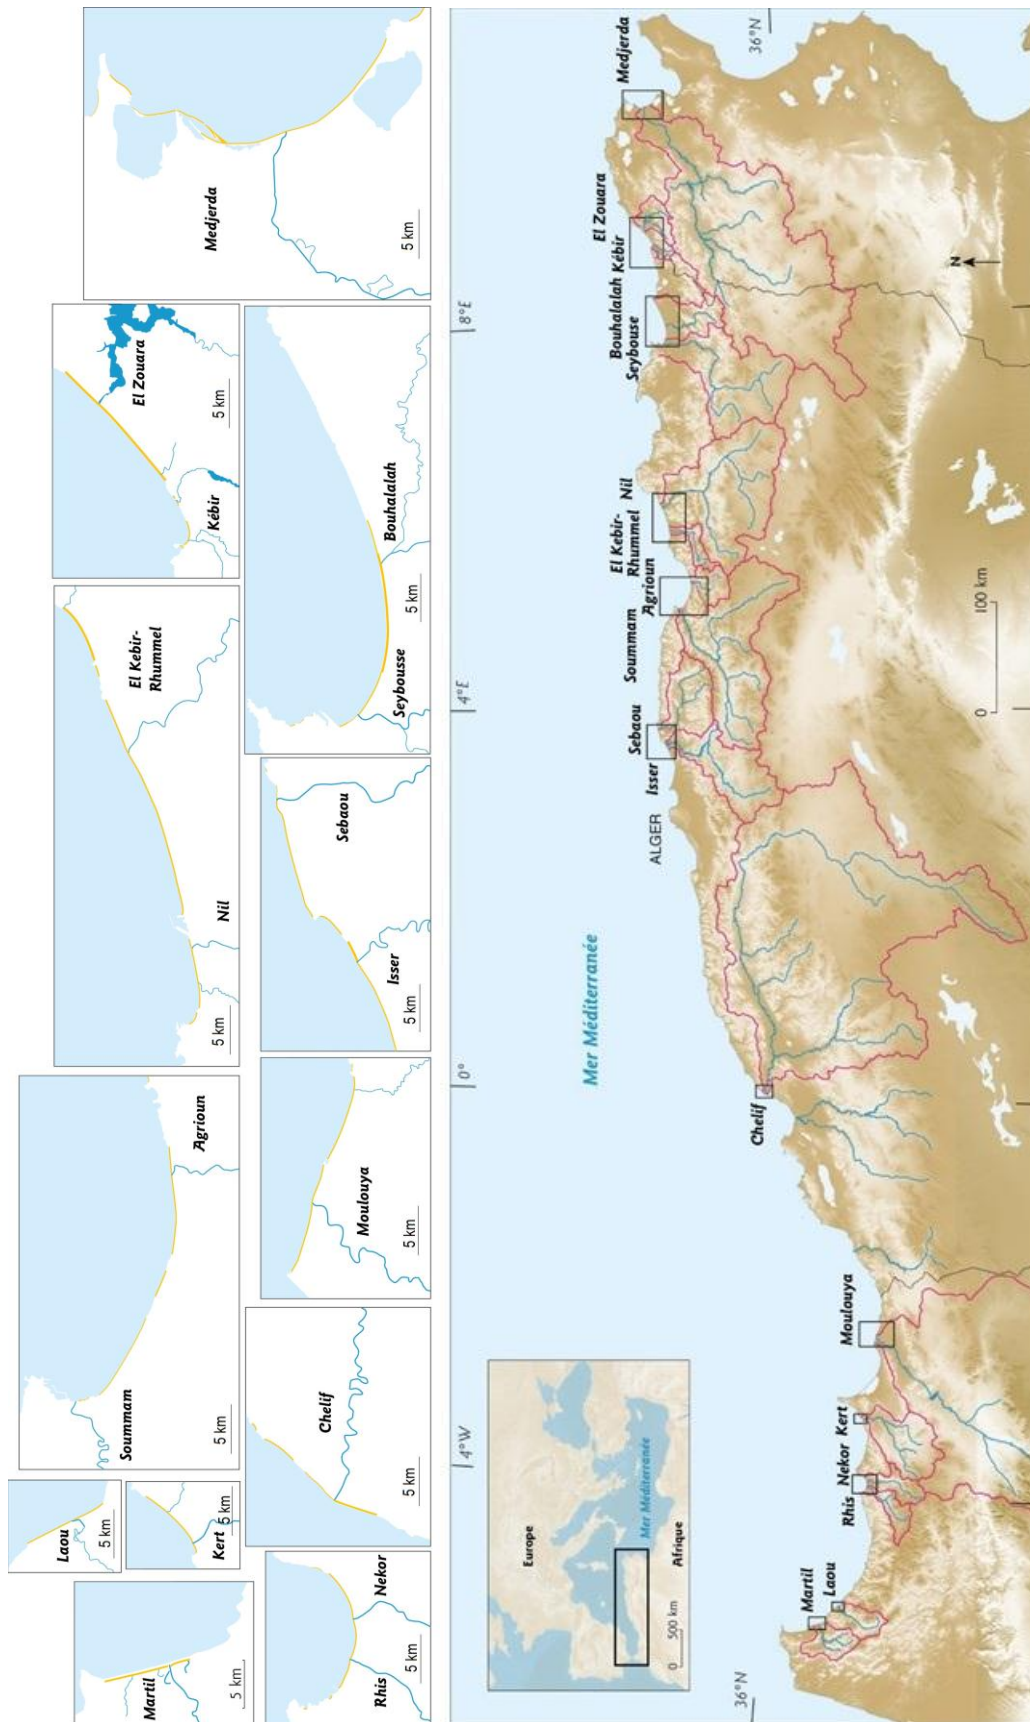 Martil
5 km
Laou
5 km
Kert
5 km
Soummam
5 km
Agrioun
Nil
5 km
El Kebir-
Rhummel
Kébir
5 km
El Zouara
Medjerda
5 km
Rhis
5 km
Nekor
Chelif
5 km
Moulouya
5 km
Isser
5 km
Sebaou
Seybousse
5 km
Bouhalalah
36°N
4°W
0°
4°E
8°E
36°N
Europe
Mer Méditerranée
Afrique
0 500 km
Mer Méditerranée
Martil
Laou
Rhis
Nekor
Kert
Moulouya
Chelif
ALGER
Isser
Sebaou
Soummam
Agrioun
El Kebir-
Rhummel
Nil
Seybouse
Bouhalalah
Kébir
El Zouara
Medjerda
0 100 km
N